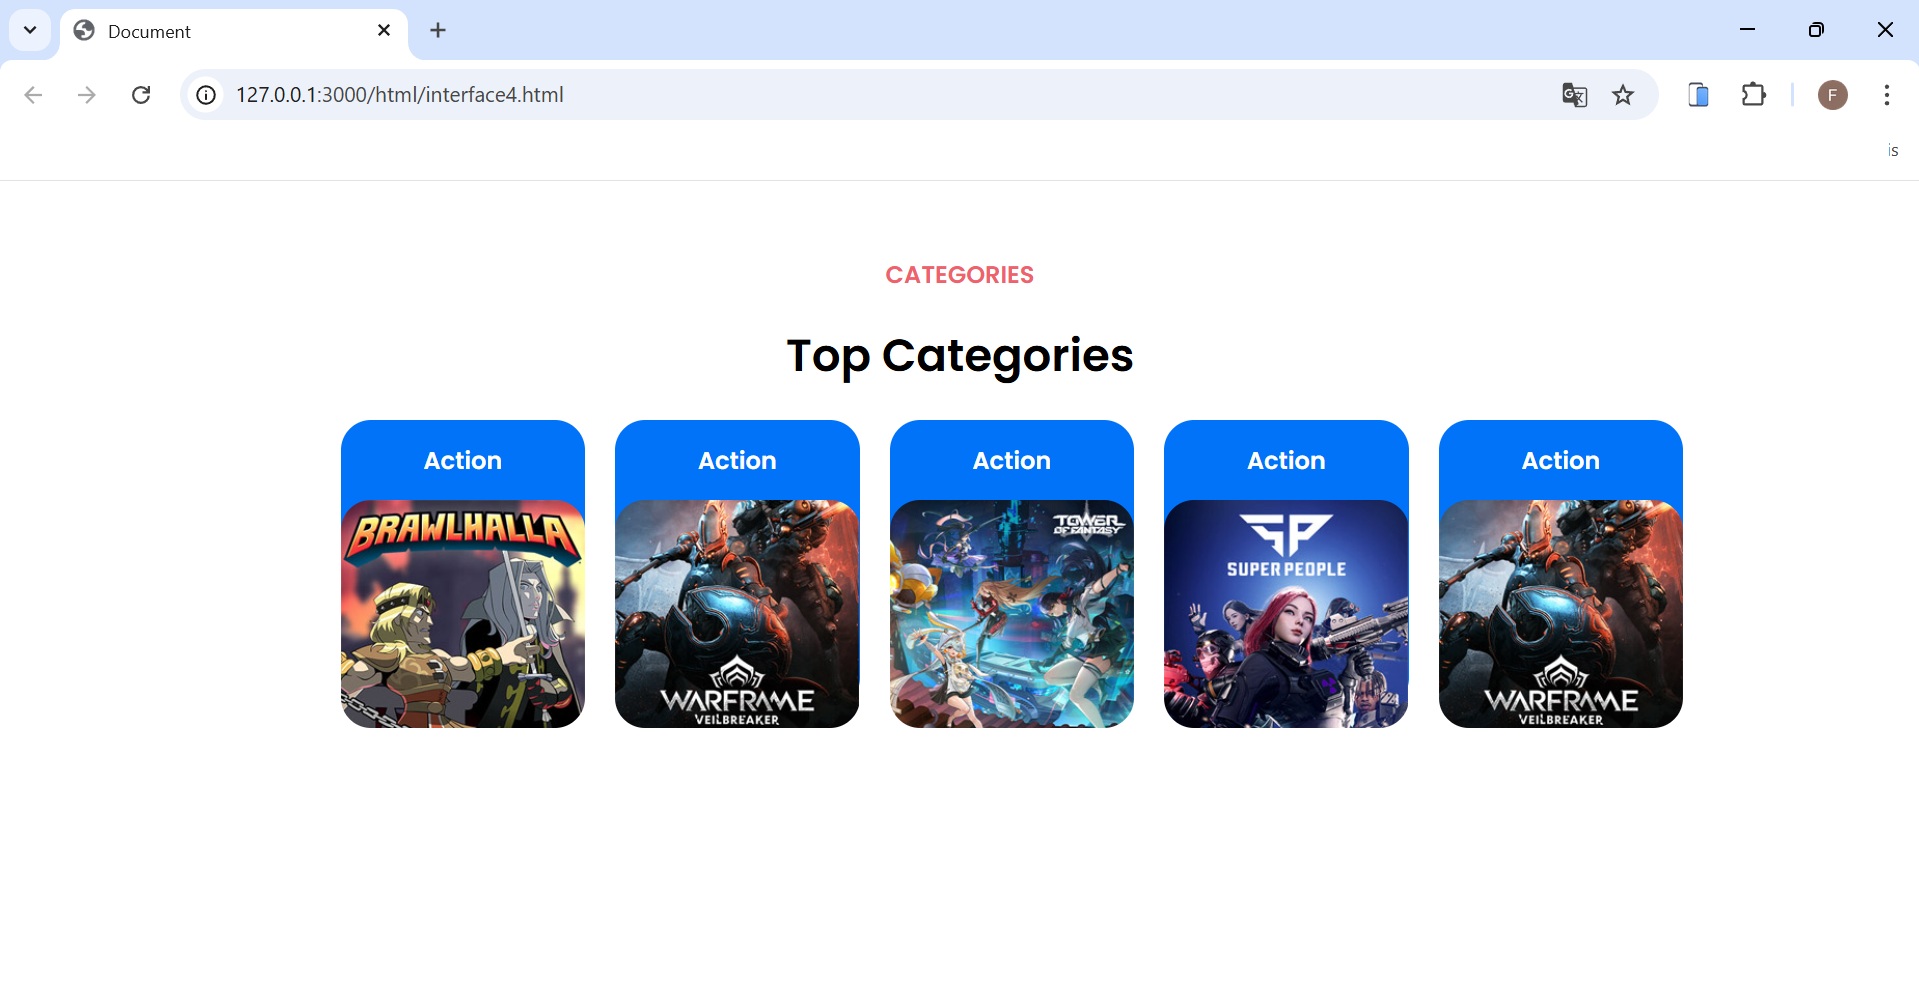 Document
127.0.0.1:3000/html/interface4.html
F
is
CATEGORIES
Top Categories
Action
Action
Action
Action
Action
BRAWLHALLA
WARFRAME
VEILBREAKER
TOWER
OF FANTASY
SP
SUPER PEOPLE
WARFRAME
VEILBREAKER